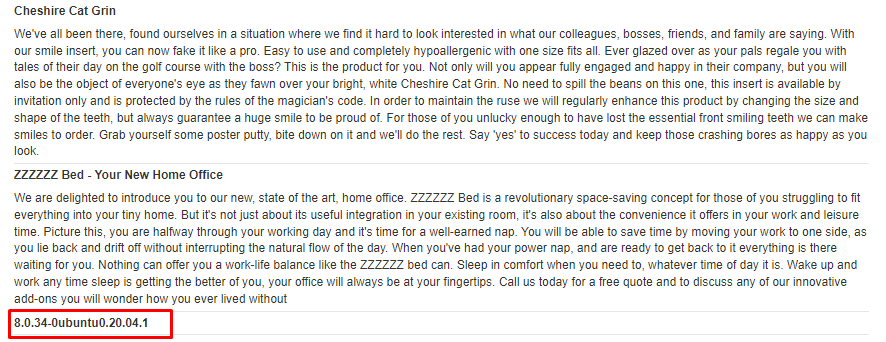 Cheshire Cat Grin
We've all been there, found ourselves in a situation where we find it hard to look interested in what our colleagues, bosses, friends, and family are saying. With
our smile insert, you can now fake it like a pro. Easy to use and completely hypoallergenic with one size fits all. Ever glazed over as your pals regale you with
tales of their day on the golf course with the boss? This is the product for you. Not only will you appear fully engaged and happy in their company, but you will
also be the object of everyone's eye as they fawn over your bright, white Cheshire Cat Grin. No need to spill the beans on this one, this insert is available by
invitation only and is protected by the rules of the magician's code. In order to maintain the ruse we will regularly enhance this product by changing the size and
shape of the teeth, but always guarantee a huge smile to be proud of. For those of you unlucky enough to have lost the essential front smiling teeth we can make
smiles to order. Grab yourself some poster putty, bite down on it and we'll do the rest. Say 'yes' to success today and keep those crashing bores as happy as you
look.
ZZZZZZ Bed - Your New Home Office
We are delighted to introduce you to our new, state of the art, home office. ZZZZZZ Bed is a revolutionary space-saving concept for those of you struggling to fit
everything into your tiny home. But it's not just about its useful integration in your existing room, it's also about the convenience it offers in your work and leisure
time. Picture this, you are halfway through your working day and it's time for a well-earned nap. You will be able to save time by moving your work to one side, as
you lie back and drift off without interrupting the natural flow of the day. When you've had your power nap, and are ready to get back to it everything is there
waiting for you. Nothing can offer you a work-life balance like the ZZZZZZ bed can. Sleep in comfort when you need to, whatever time of day it is. Wake up and
work any time sleep is getting the better of you, your office will always be at your fingertips. Call us today for a free quote and to discuss any of our innovative
add-ons you will wonder how you ever lived without
8.0.34-0ubuntu0.20.04.1